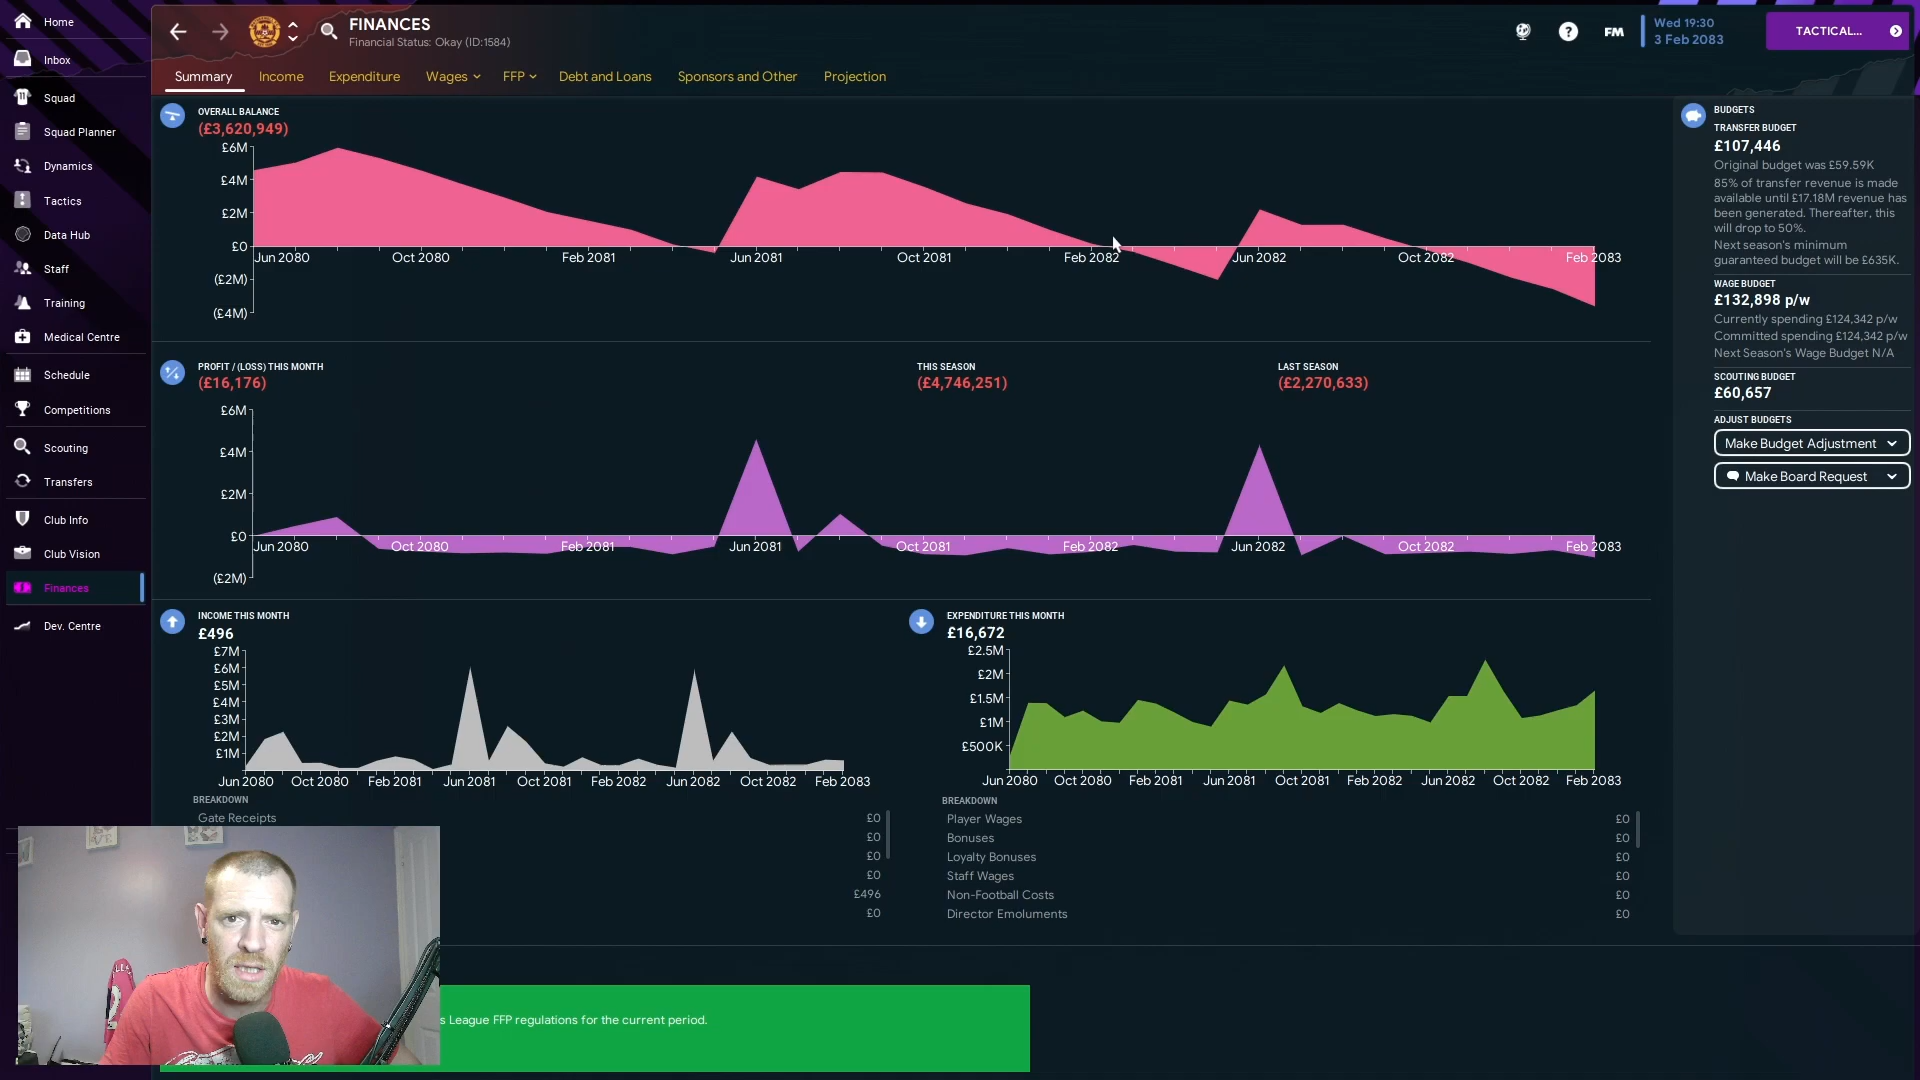 Home
Inbox
Squad
Squad Planner
Dynamics
Tactics
Data Hub
Staff
Training
Medical Centre
Schedule
Competitions
Scouting
Transfers
Club Info
Club Vision
Finances
Dev. Centre
FINANCES
Financial Status: Okay (ID:1584)
FM
Wed 19:30
3 Feb 2083
TACTICAL...
Summary
Income
Expenditure
Wages
FFP
Debt and Loans
Sponsors and Other
Projection
OVERALL BALANCE
(£3,620,949)
£6M
£4M
£2M
£0
(£2M)
(£4M)
Jun 2080 Oct 2080 Feb 2081 Jun 2081 Oct 2081 Feb 2082 Jun 2082 Oct 2082 Feb 2083
PROFIT / (LOSS) THIS MONTH
(£16,176)
THIS SEASON
(£4,746,251)
LAST SEASON
(£2,270,633)
£6M
£4M
£2M
£0
(£2M)
Jun 2080 Oct 2080 Feb 2081 Jun 2081 Oct 2081 Feb 2082 Jun 2082 Oct 2082 Feb 2083
INCOME THIS MONTH
£496
£7M
£6M
£5M
£4M
£3M
£2M
£1M
Jun 2080 Oct 2080 Feb 2081 Jun 2081 Oct 2081 Feb 2082 Jun 2082 Oct 2082 Feb 2083
BREAKDOWN
Gate Receipts £0
£0
£0
£0
£496
£0
EXPENDITURE THIS MONTH
£16,672
£2.5M
£2M
£1.5M
£1M
£500K
Jun 2080 Oct 2080 Feb 2081 Jun 2081 Oct 2081 Feb 2082 Jun 2082 Oct 2082 Feb 2083
BREAKDOWN
Player Wages £0
Bonuses £0
Loyalty Bonuses £0
Staff Wages £0
Non-Football Costs £0
Director Emoluments £0
s League FFP regulations for the current period.
BUDGETS
TRANSFER BUDGET
£107,446
Original budget was £59.59K
85% of transfer revenue is made
available until £17.18M revenue has
been generated. Thereafter, this
will drop to 50%.
Next season's minimum
guaranteed budget will be £635K.
WAGE BUDGET
£132,898 p/w
Currently spending £124,342 p/w
Committed spending £124,342 p/w
Next Season's Wage Budget N/A
SCOUTING BUDGET
£60,657
ADJUST BUDGETS
Make Budget Adjustment
Make Board Request